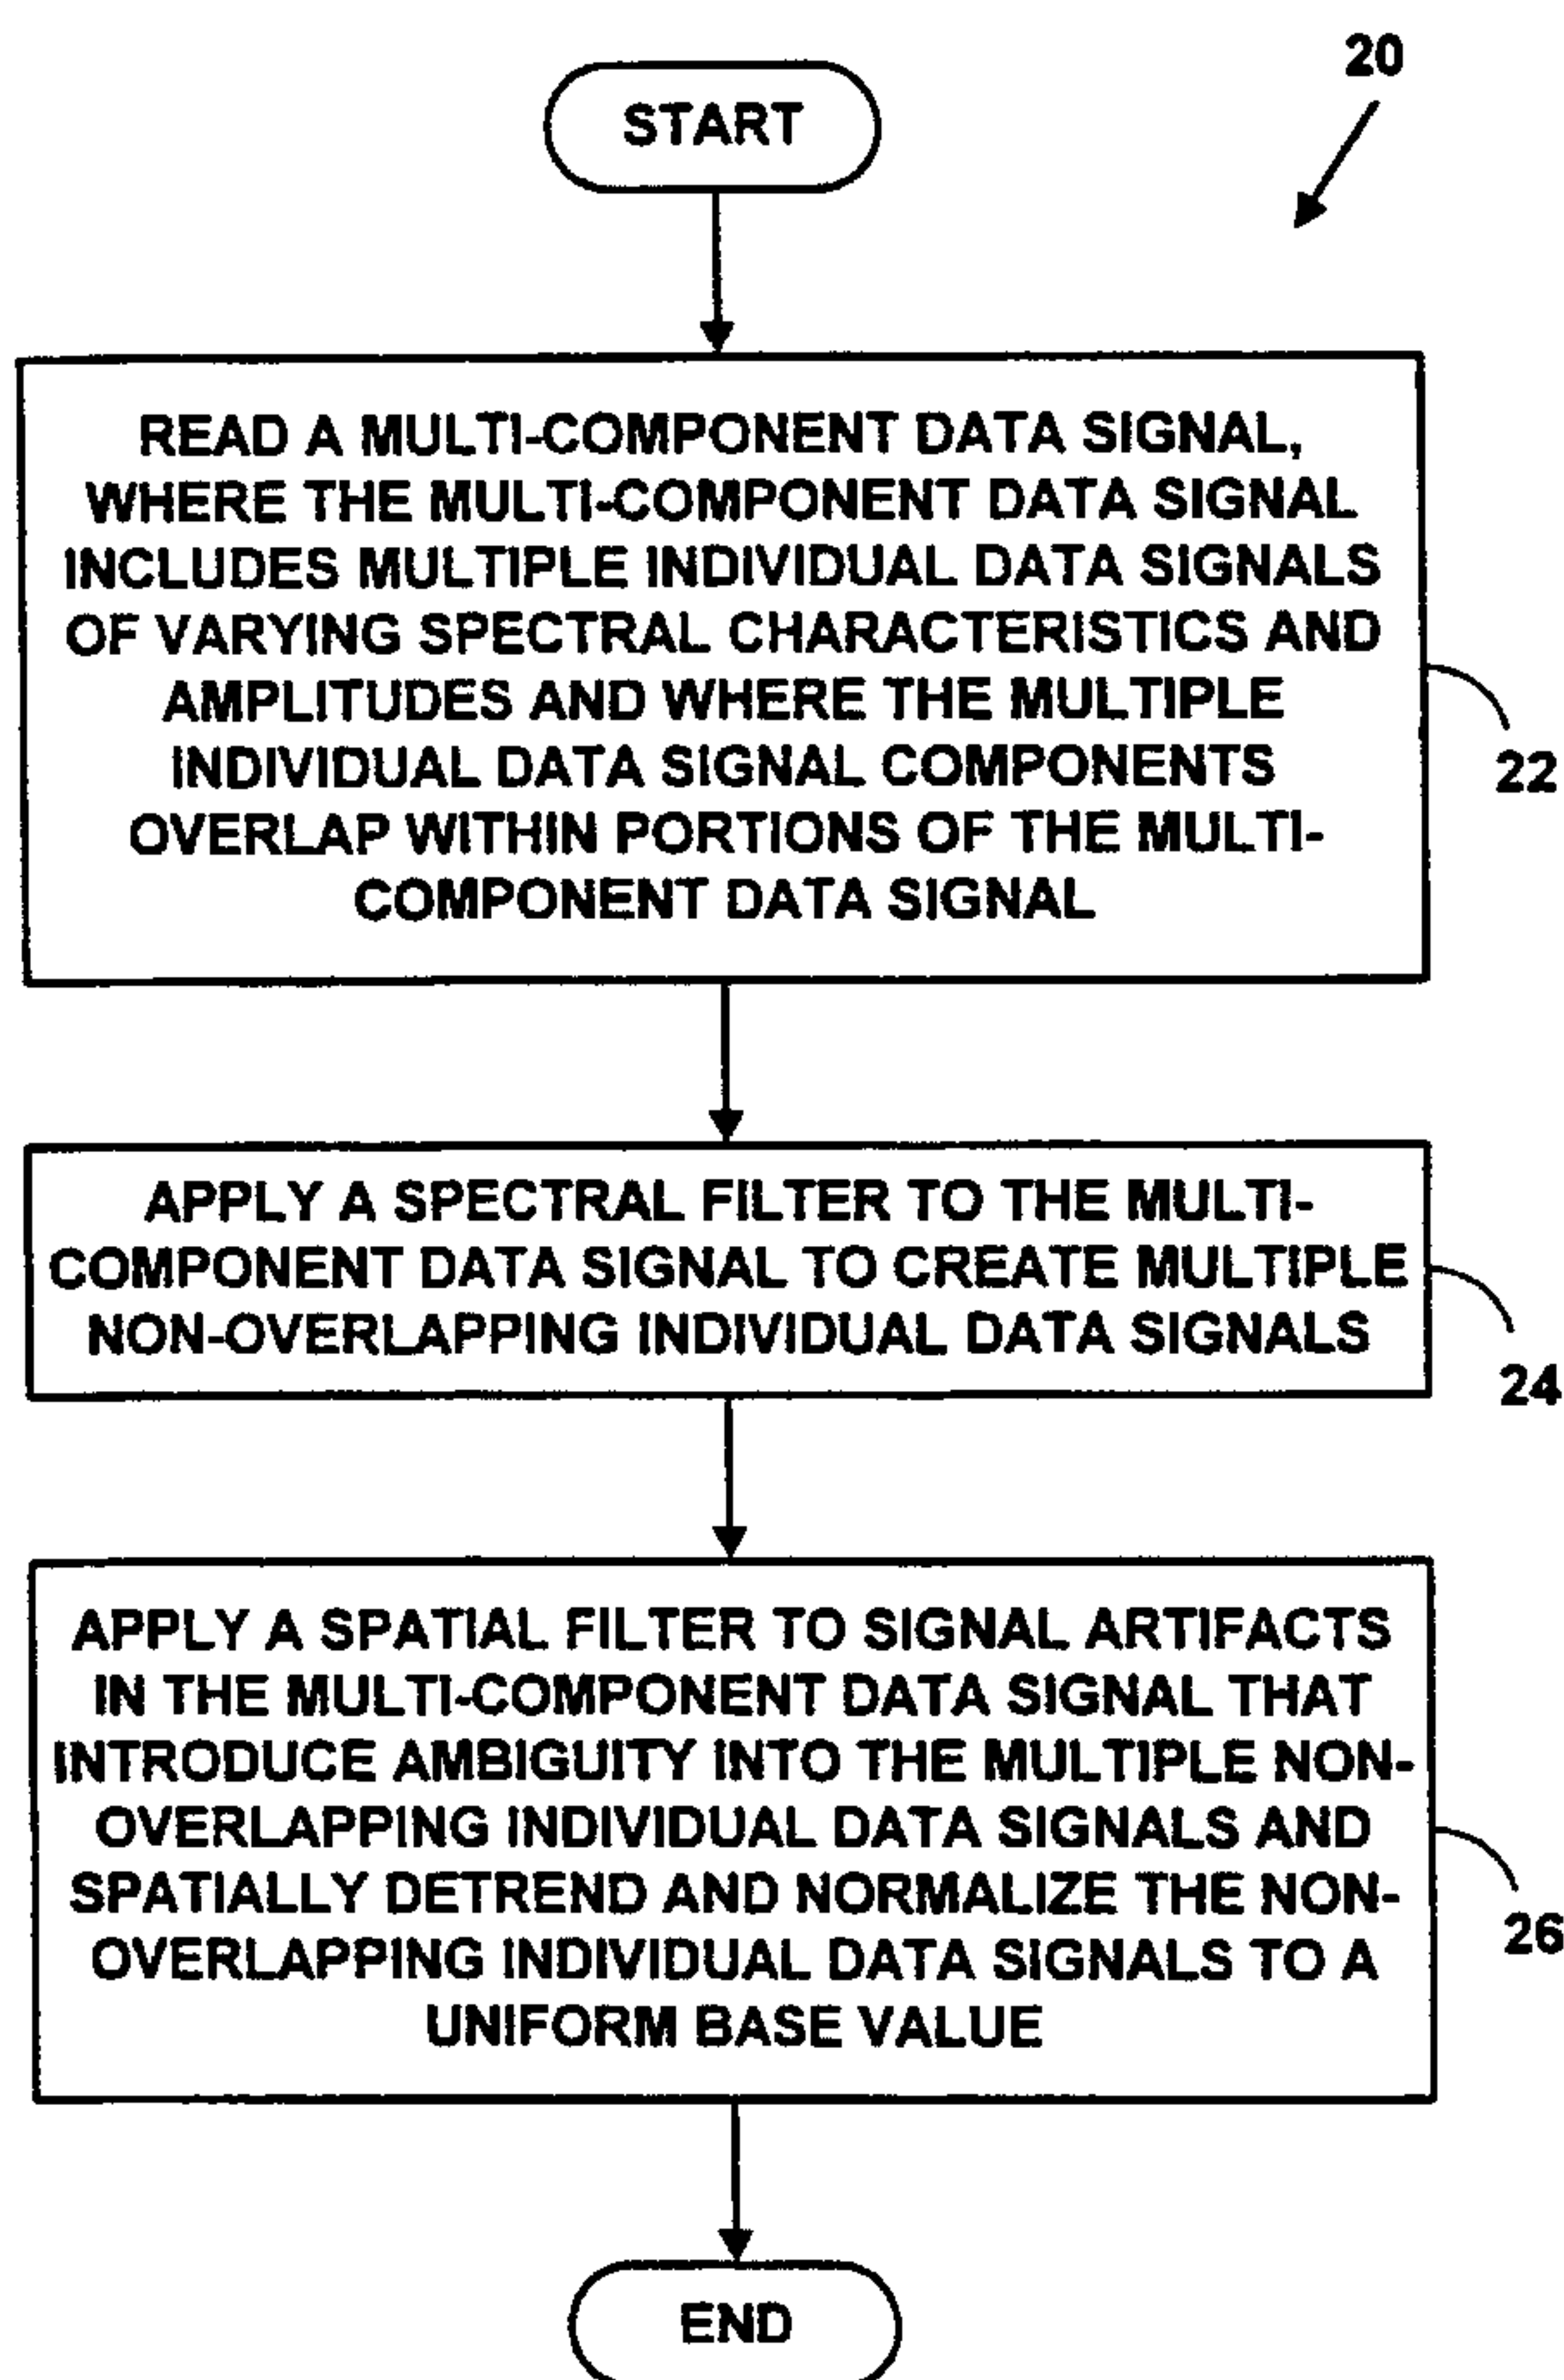 20
START
READ A MULTI-COMPONENT DATA SIGNAL,
WHERE THE MULTI-COMPONENT DATA SIGNAL
INCLUDES MULTIPLE INDIVIDUAL DATA SIGNALS
OF VARYING SPECTRAL CHARACTERISTICS AND
AMPLITUDES AND WHERE THE MULTIPLE
INDIVIDUAL DATA SIGNAL COMPONENTS
OVERLAP WITHIN PORTIONS OF THE MULTI-
COMPONENT DATA SIGNAL
22
APPLY A SPECTRAL FILTER TO THE MULTI-
COMPONENT DATA SIGNAL TO CREATE MULTIPLE
NON-OVERLAPPING INDIVIDUAL DATA SIGNALS
24
APPLY A SPATIAL FILTER TO SIGNAL ARTIFACTS
IN THE MULTI-COMPONENT DATA SIGNAL THAT
INTRODUCE AMBIGUITY INTO THE MULTIPLE NON-
OVERLAPPING INDIVIDUAL DATA SIGNALS AND
SPATIALLY DETREND AND NORMALIZE THE NON-
OVERLAPPING INDIVIDUAL DATA SIGNALS TO A
UNIFORM BASE VALUE
26
END